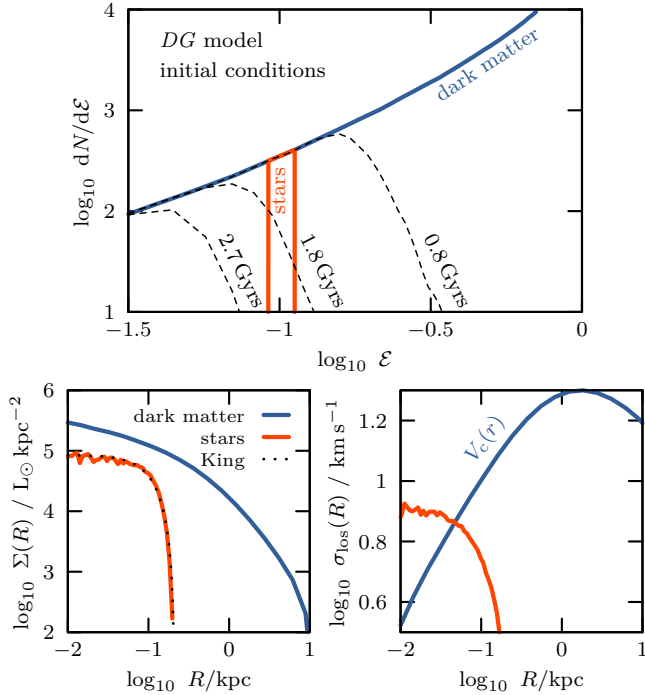 4
DG model
initial conditions
dark matter
3
log₁₀ dN/dℰ
stars
2
2.7 Gyrs
1.8 Gyrs
0.8 Gyrs
1
-1.5
-1
-0.5
0
log₁₀ ℰ
6
dark matter
stars
King
5
4
3
2
log₁₀ Σ(R) / L⊙ kpc⁻²
-2
-1
0
1
log₁₀ R/kpc
1.2
V_c(r)
1
0.8
0.6
log₁₀ σ_los(R) / km s⁻¹
-2
-1
0
1
log₁₀ R/kpc